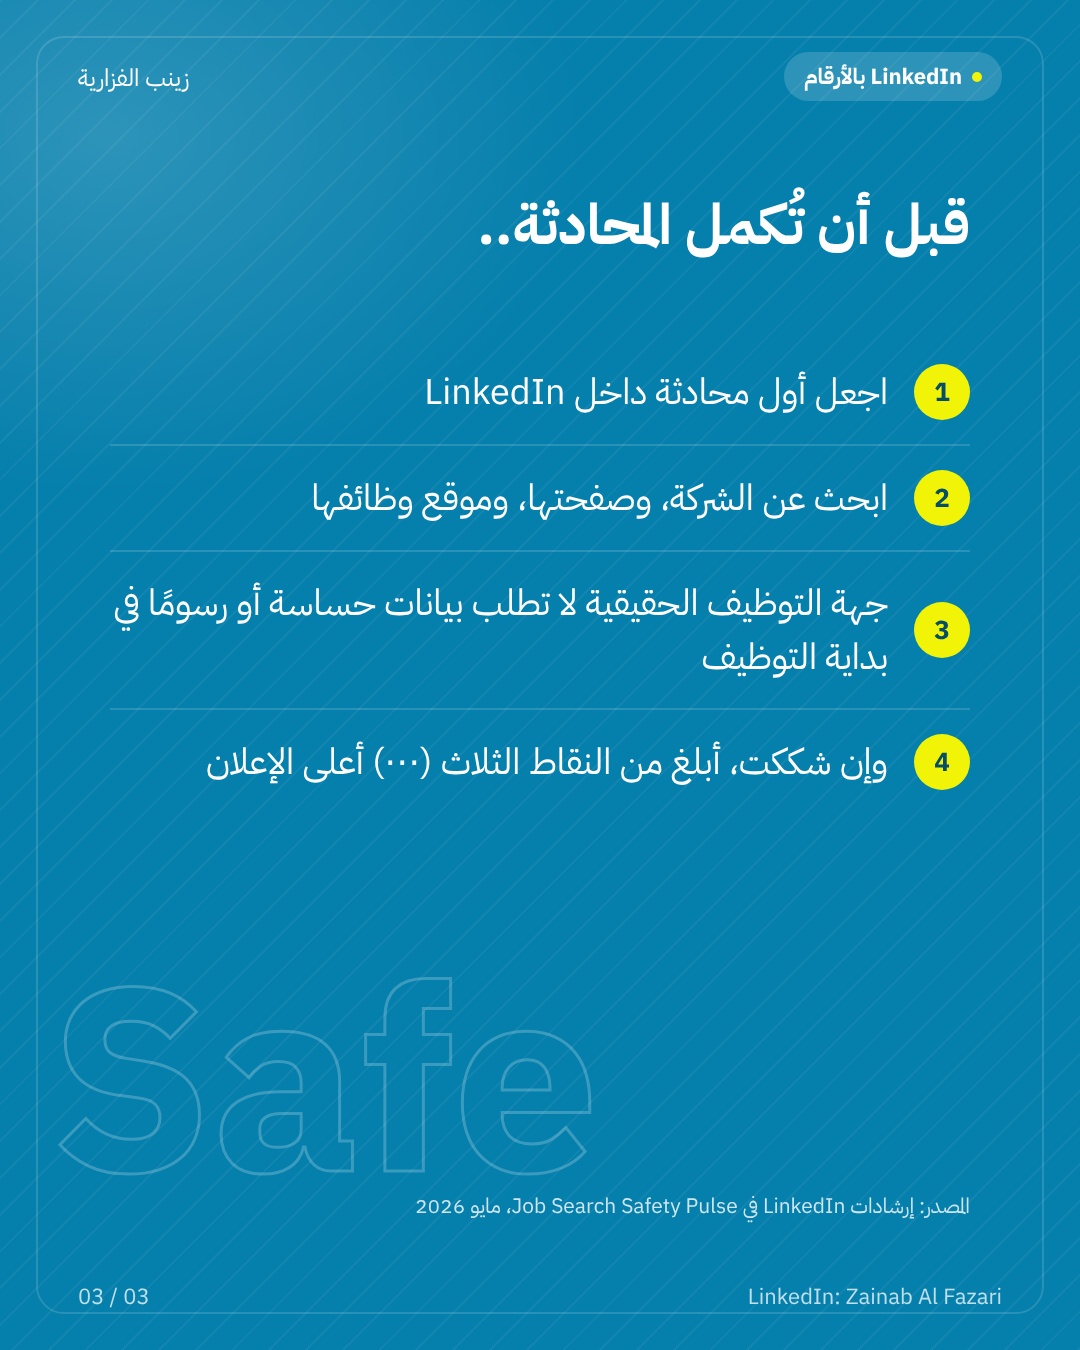 LinkedIn بالأرقام
زينب الفزارية
قبل أن تُكمل المحادثة..
1 اجعل أول محادثة داخل LinkedIn
2 ابحث عن الشركة، وصفحتها، وموقع وظائفها
3 جهة التوظيف الحقيقية لا تطلب بيانات حساسة أو رسومًا في
بداية التوظيف
4 وإن شككت، أبلغ من النقاط الثلاث (···) أعلى الإعلان
Safe
المصدر: إرشادات LinkedIn في Job Search Safety Pulse، مايو 2026
LinkedIn: Zainab Al Fazari
03 / 03